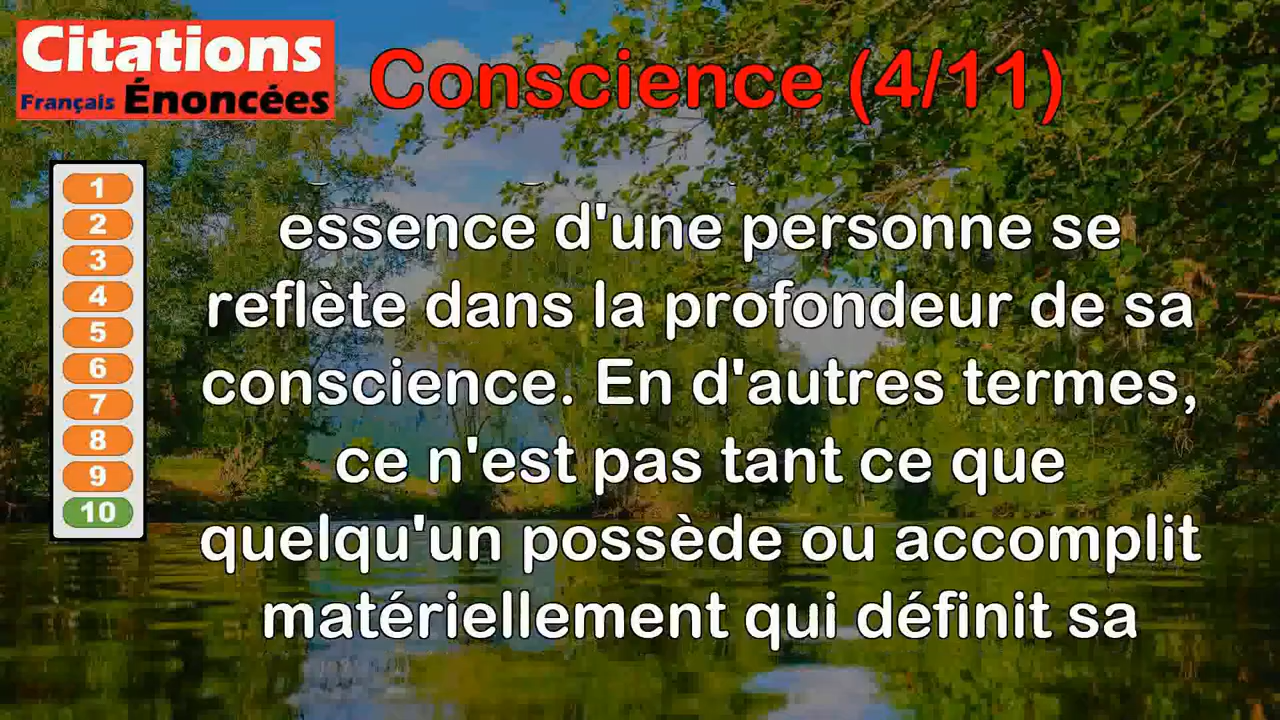 Citations
Français Énoncées
Conscience (4/11)
1
2
3
4
5
6
7
8
9
10
essence d'une personne se
reflète dans la profondeur de sa
conscience. En d'autres termes,
ce n'est pas tant ce que
quelqu'un possède ou accomplit
matériellement qui définit sa